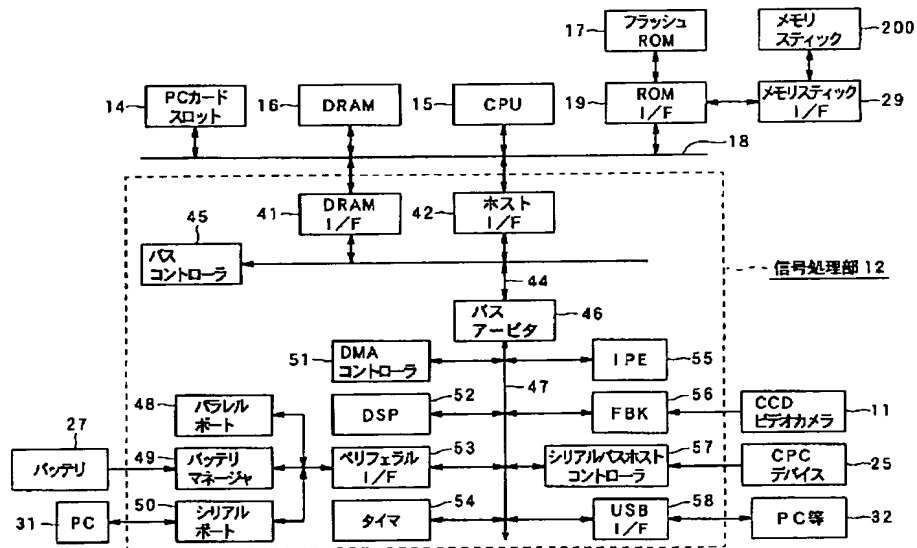 17
フラッシュ
ROM
メモリ
スティック
200
14
PCカード
スロット
16
DRAM
15
CPU
19
ROM
I/F
メモリスティック
I/F
29
18
41
DRAM
I/F
42
ホスト
I/F
45
バス
コントローラ
44
信号処理部12
バス
アービタ
46
51
DMA
コントローラ
47
IPE
55
48
パラレル
ポート
52
DSP
56
FBK
CCD
ビデオカメラ
11
27
バッテリ
49
バッテリ
マネージャ
53
ペリフェラル
I/F
57
シリアルバスホスト
コントローラ
CPC
デバイス
25
31
PC
50
シリアル
ポート
54
タイマ
58
USB
I/F
PC等
32